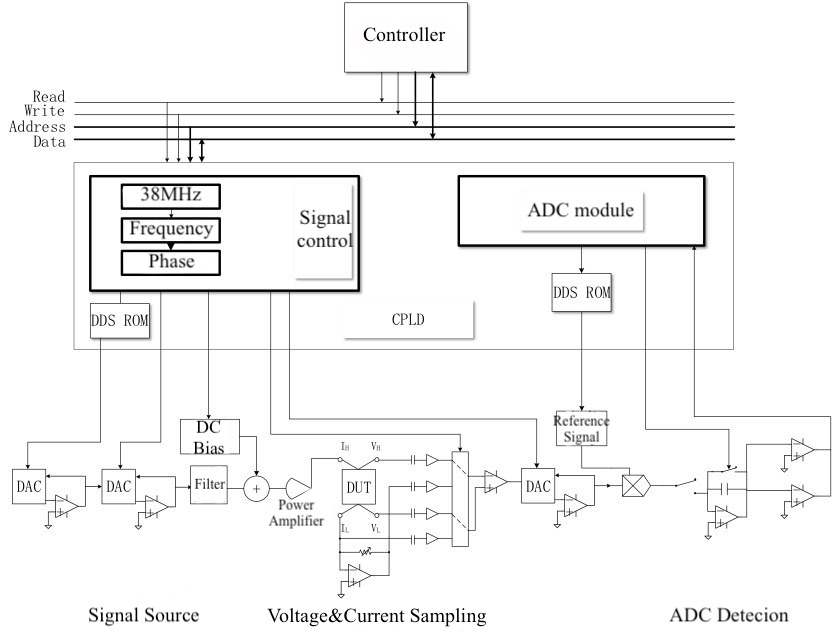 Controller
Read
Write
Address
Data
38MHz
Frequency
Phase
Signal
control
ADC module
DDS ROM
CPLD
DDS ROM
DC
Bias
Reference
Signal
DAC
DAC
Filter
+
Power
Amplifier
I_H
V_H
DUT
I_L
V_L
DAC
Signal Source
Voltage&Current Sampling
ADC Detecion